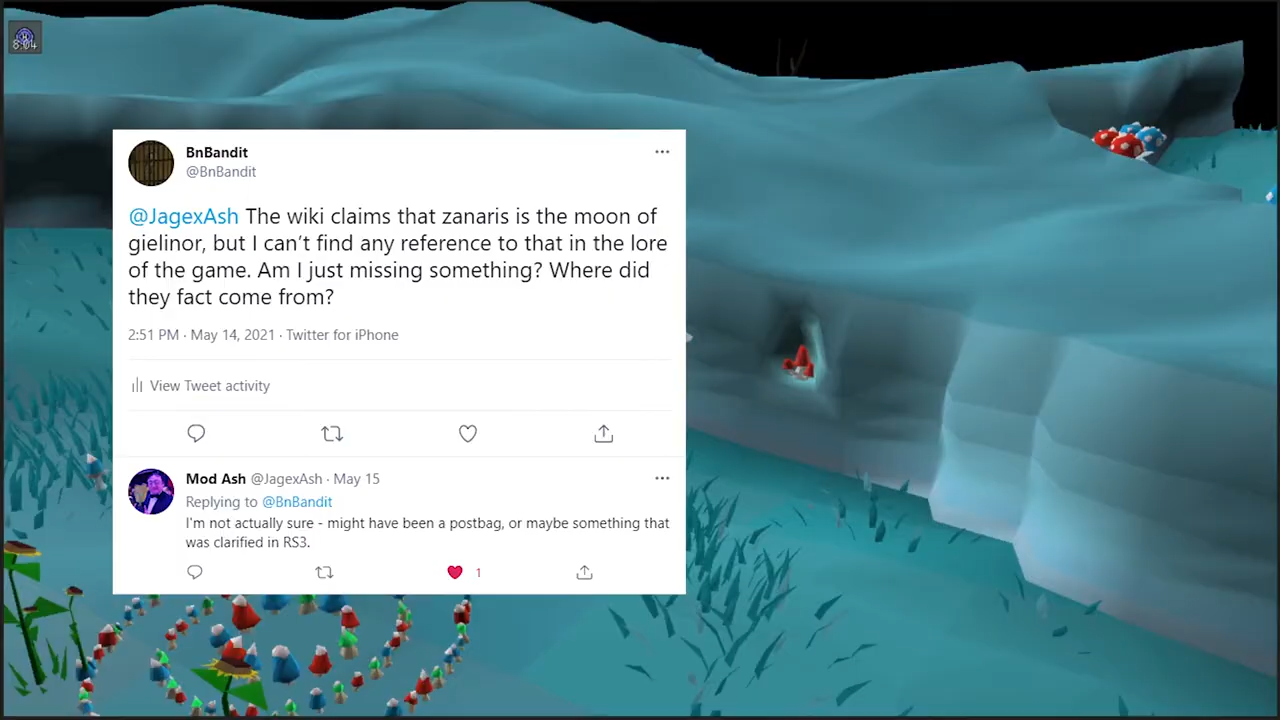 8:04
BnBandit
@BnBandit
@JagexAsh The wiki claims that zanaris is the moon of
gielinor, but I can't find any reference to that in the lore
of the game. Am I just missing something? Where did
they fact come from?
2:51 PM · May 14, 2021 · Twitter for iPhone
View Tweet activity
Mod Ash @JagexAsh · May 15
Replying to @BnBandit
I'm not actually sure - might have been a postbag, or maybe something that
was clarified in RS3.
1